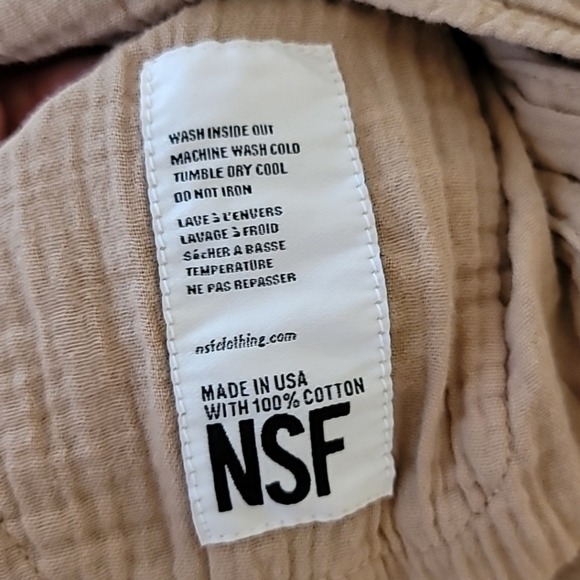 WASH INSIDE OUT
MACHINE WASH COLD
TUMBLE DRY COOL
DO NOT IRON
LAVE à L'ENVERS
LAVAGE à FROID
SéCHER A BASSE
TEMPERATURE
NE PAS REPASSER
nsfclothing.com
MADE IN USA
WITH 100% COTTON
NSF